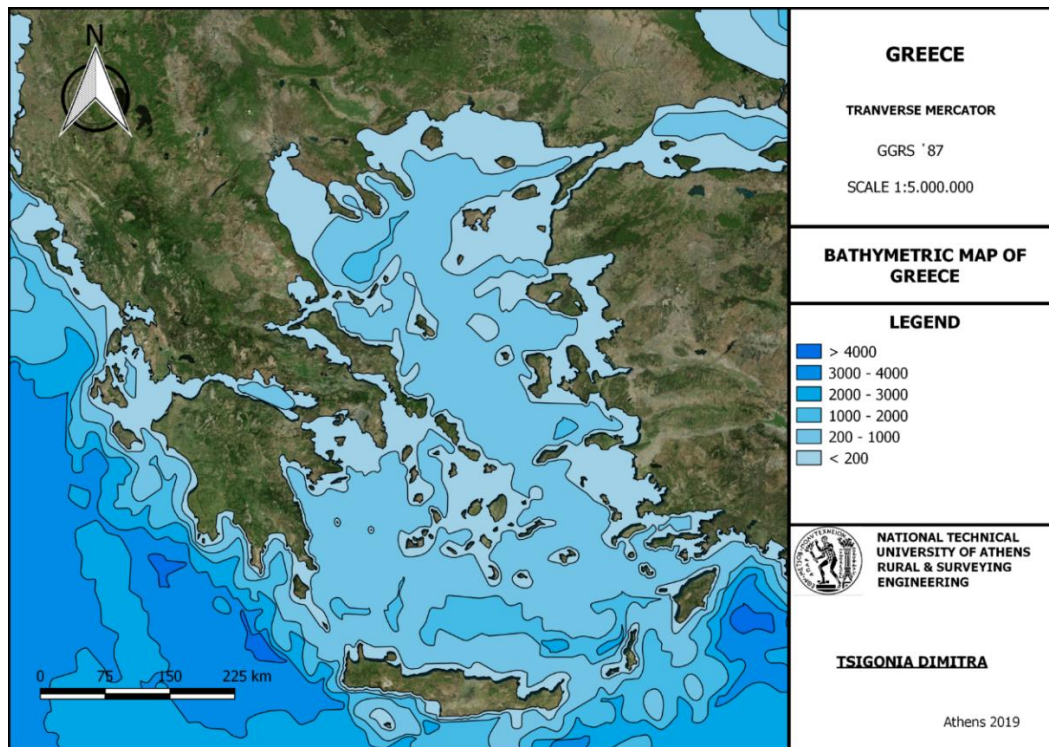 N
0 75 150 225 km
GREECE
TRANVERSE MERCATOR
GGRS '87
SCALE 1:5.000.000
BATHYMETRIC MAP OF
GREECE
LEGEND
> 4000
3000 - 4000
2000 - 3000
1000 - 2000
200 - 1000
< 200
NATIONAL TECHNICAL
UNIVERSITY OF ATHENS
RURAL & SURVEYING
ENGINEERING
TSIGONIA DIMITRA
Athens 2019